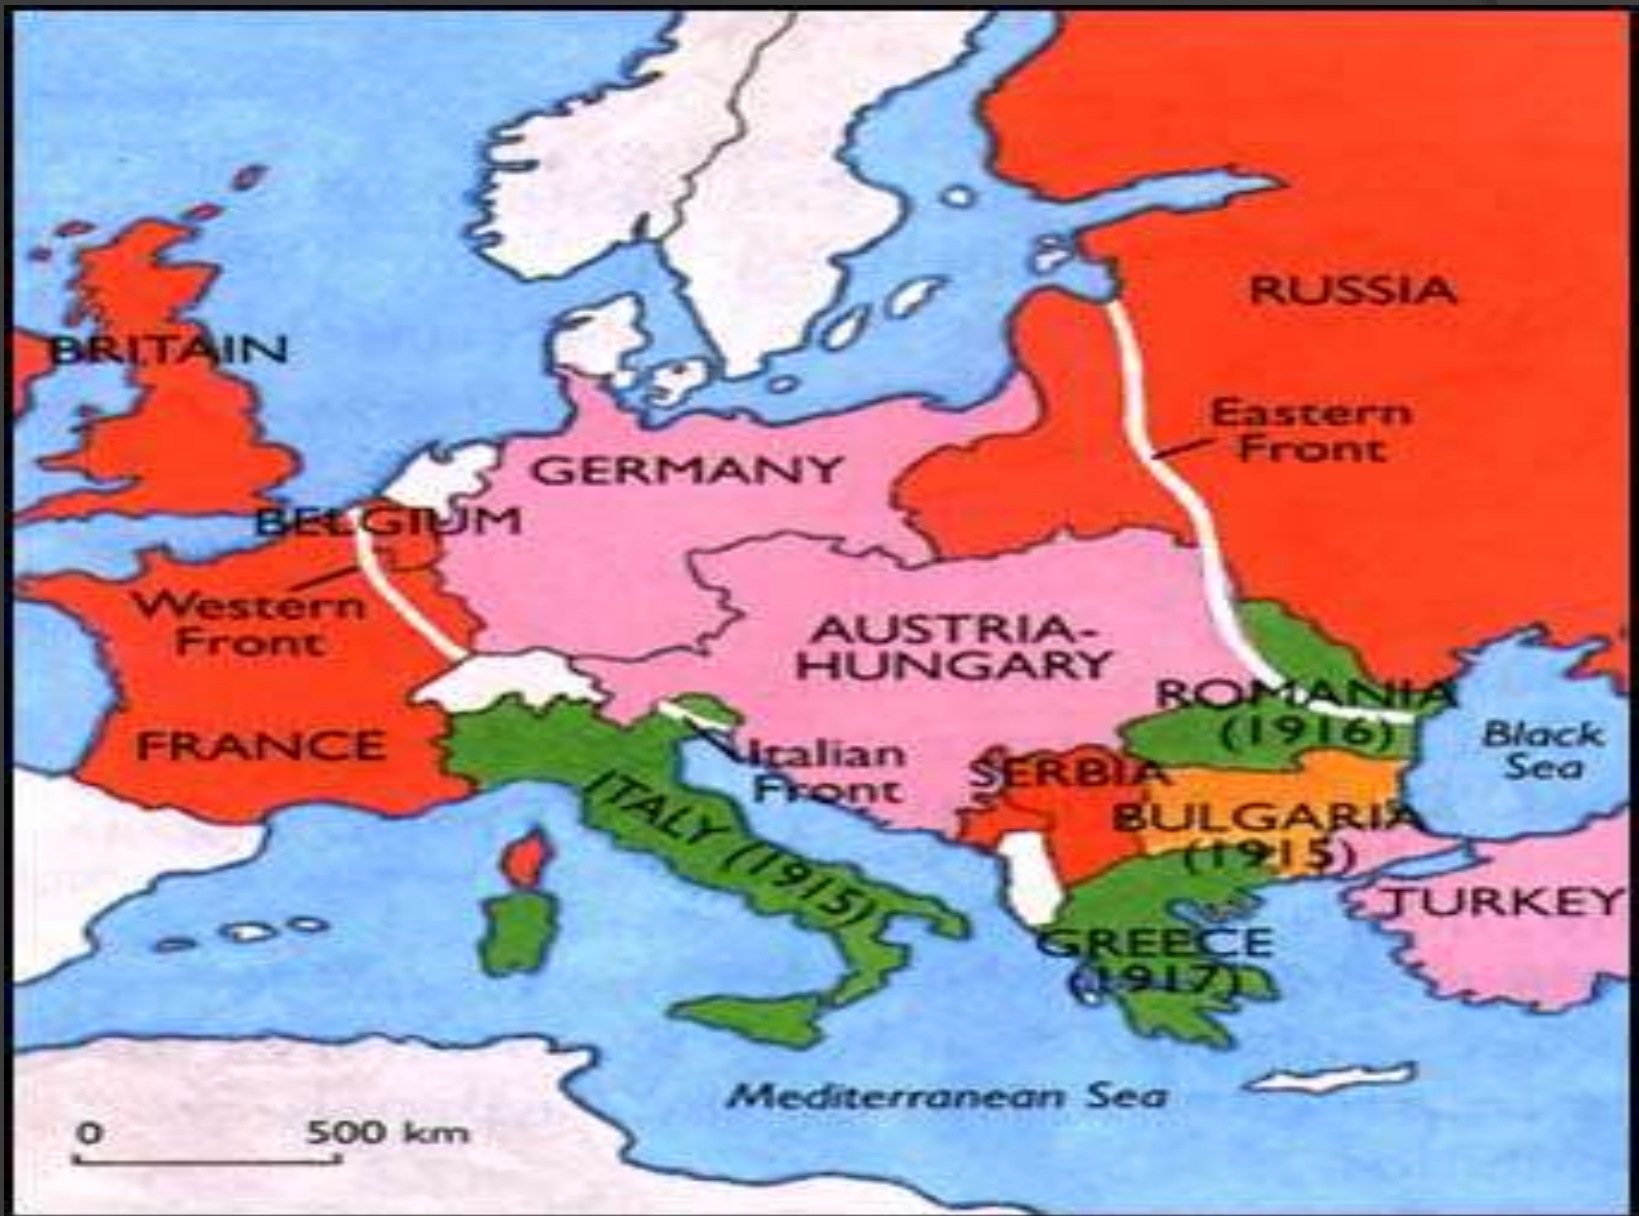 RUSSIA
BRITAIN
Eastern
Front
GERMANY
BELGIUM
Western
Front
AUSTRIA-
HUNGARY
ROMANIA
(1916)
FRANCE
Italian
Front
Black
Sea
SERBIA
ITALY (1915)
BULGARIA
(1915)
TURKEY
GREECE
(1917)
Mediterranean Sea
0 500 km